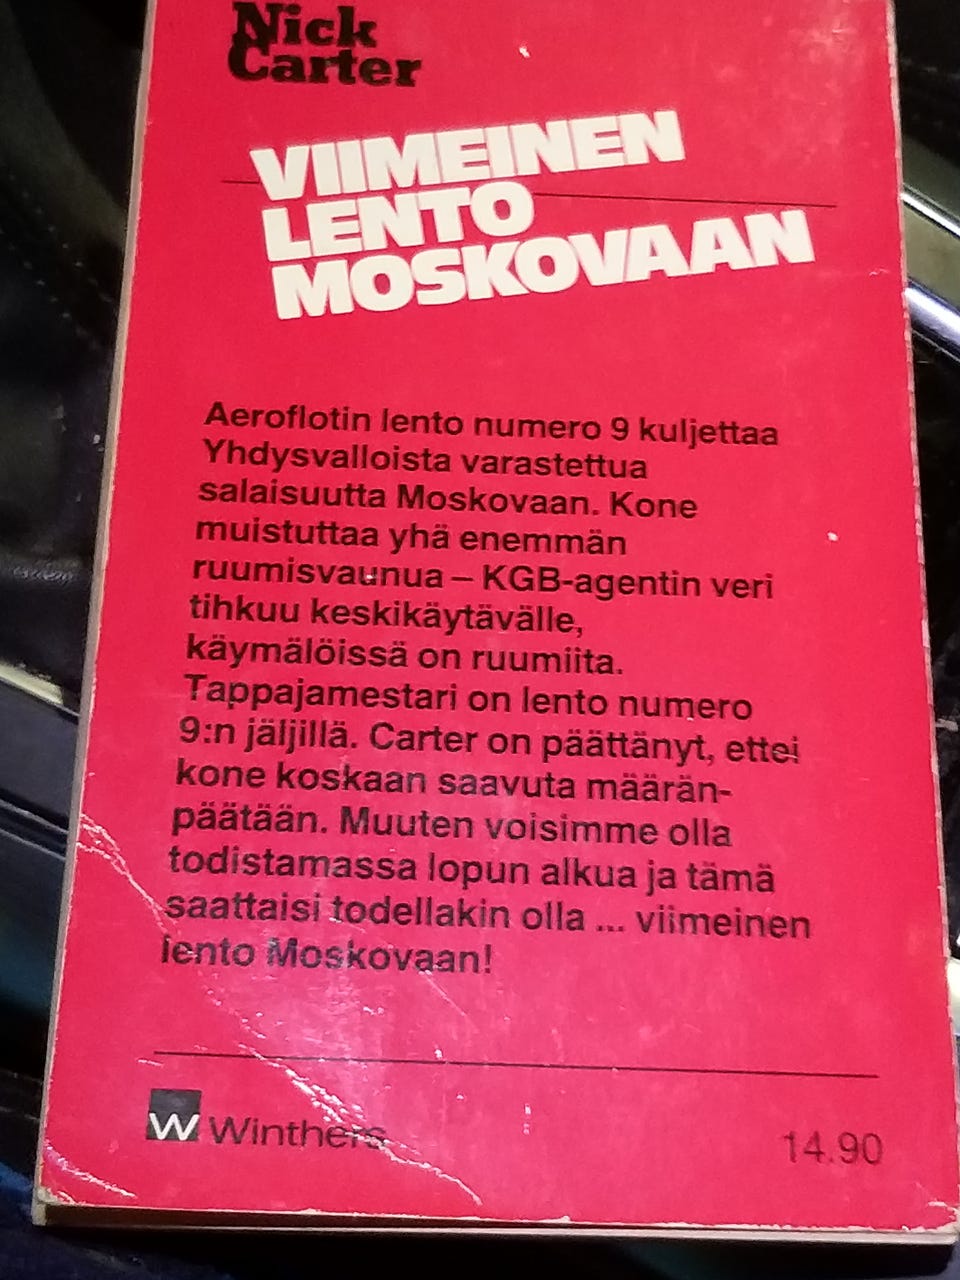 Nick
Carter
VIIMEINEN
LENTO
MOSKOVAAN
Aeroflotin lento numero 9 kuljettaa
Yhdysvalloista varastettua
salaisuutta Moskovaan. Kone
muistuttaa yhä enemmän
ruumisvaunua – KGB-agentin veri
tihkuu keskikäytävälle,
käymälöissä on ruumiita.
Tappajamestari on lento numero
9:n jäljillä. Carter on päättänyt, ettei
kone koskaan saavuta määrän-
päätään. Muuten voisimme olla
todistamassa lopun alkua ja tämä
saattaisi todellakin olla ... viimeinen
lento Moskovaan!
W Winthers
14.90